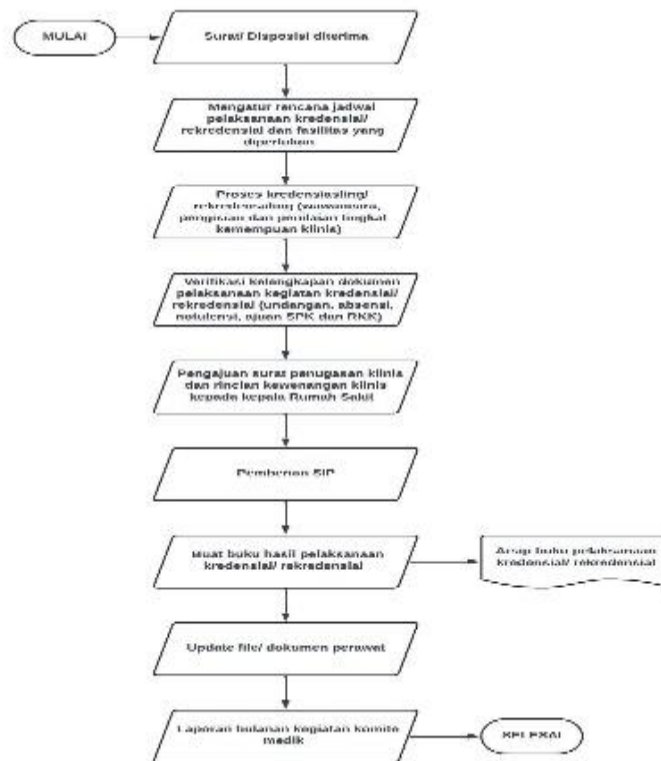 MULAI
Surat/ Disposisi diterima
Mengatur rencana jadwal
pelaksanaan kredensial/
rekredensial dan fasilitas yang
diperlukan
Proses kredensiasling/
rekredensialing (wawancara,
pengisian dan penilaian tingkat
kemempuan klinis)
Verifikasi kelengkapan dokumen
pelaksanaan kegiatan kredensial/
rekredensial (undangan, absensi,
notulensi, ajuan SPK dan RKK)
Pengajuan surat penugasan klinis
dan rincian kewenangan klinis
kepada kepala Rumah Sakit
Pemberian SIP
Buat buku hasil pelaksanaan
kredensial/ rekredensial
Arsip buku pelaksanaan
kredensial/ rekredensial
Update file/ dokumen perawat
Laporan bulanan kegiatan komite
medik
SELESAI